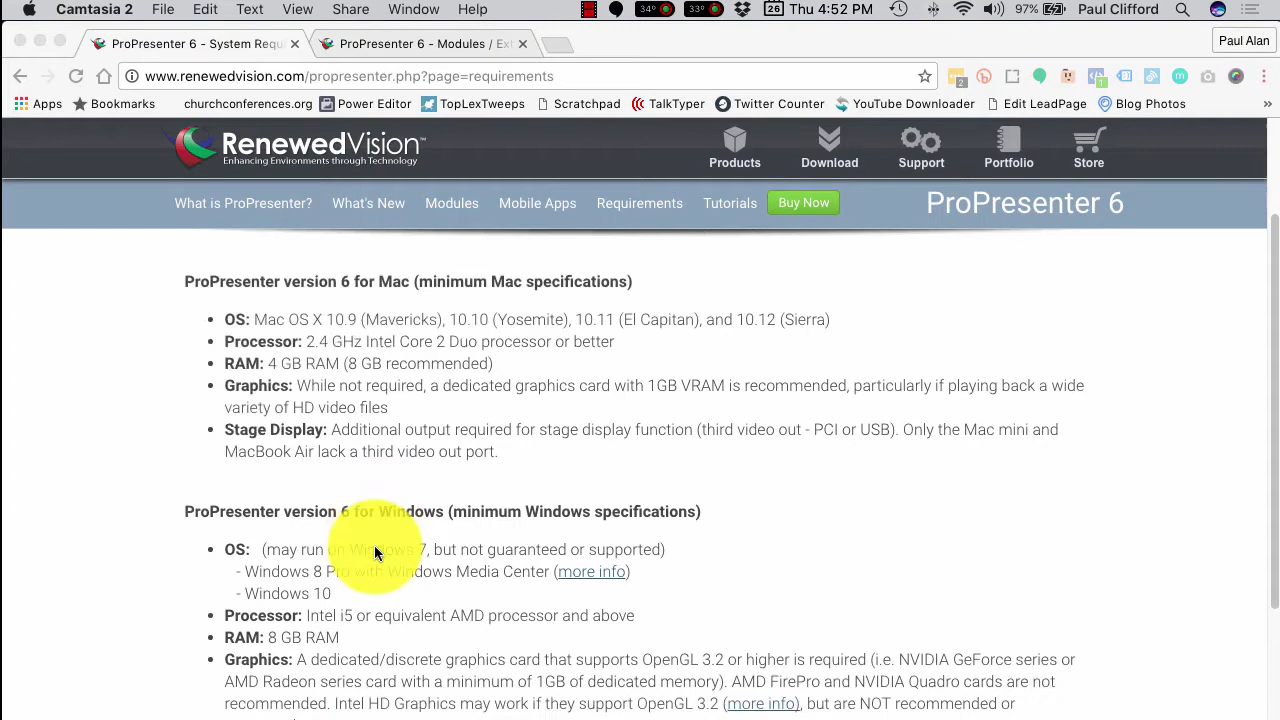 Camtasia 2 File Edit Text View Share Window Help 34° 33° 26 Thu 4:52 PM 97% Paul Clifford
ProPresenter 6 - System Requ ProPresenter 6 - Modules / Ex Paul Alan
www.renewedvision.com/propresenter.php?page=requirements
Apps Bookmarks churchconferences.org Power Editor TopLexTweeps Scratchpad TalkTyper Twitter Counter YouTube Downloader Edit LeadPage Blog Photos »
RenewedVision™
Enhancing Environments through Technology
Products Download Support Portfolio Store
What is ProPresenter? What's New Modules Mobile Apps Requirements Tutorials Buy Now ProPresenter 6
ProPresenter version 6 for Mac (minimum Mac specifications)
• OS: Mac OS X 10.9 (Mavericks), 10.10 (Yosemite), 10.11 (El Capitan), and 10.12 (Sierra)
• Processor: 2.4 GHz Intel Core 2 Duo processor or better
• RAM: 4 GB RAM (8 GB recommended)
• Graphics: While not required, a dedicated graphics card with 1GB VRAM is recommended, particularly if playing back a wide
variety of HD video files
• Stage Display: Additional output required for stage display function (third video out - PCI or USB). Only the Mac mini and
MacBook Air lack a third video out port.
ProPresenter version 6 for Windows (minimum Windows specifications)
• OS: (may run on Windows 7, but not guaranteed or supported)
- Windows 8 Pro with Windows Media Center (more info)
- Windows 10
• Processor: Intel i5 or equivalent AMD processor and above
• RAM: 8 GB RAM
• Graphics: A dedicated/discrete graphics card that supports OpenGL 3.2 or higher is required (i.e. NVIDIA GeForce series or
AMD Radeon series card with a minimum of 1GB of dedicated memory). AMD FirePro and NVIDIA Quadro cards are not
recommended. Intel HD Graphics may work if they support OpenGL 3.2 (more info), but are NOT recommended or